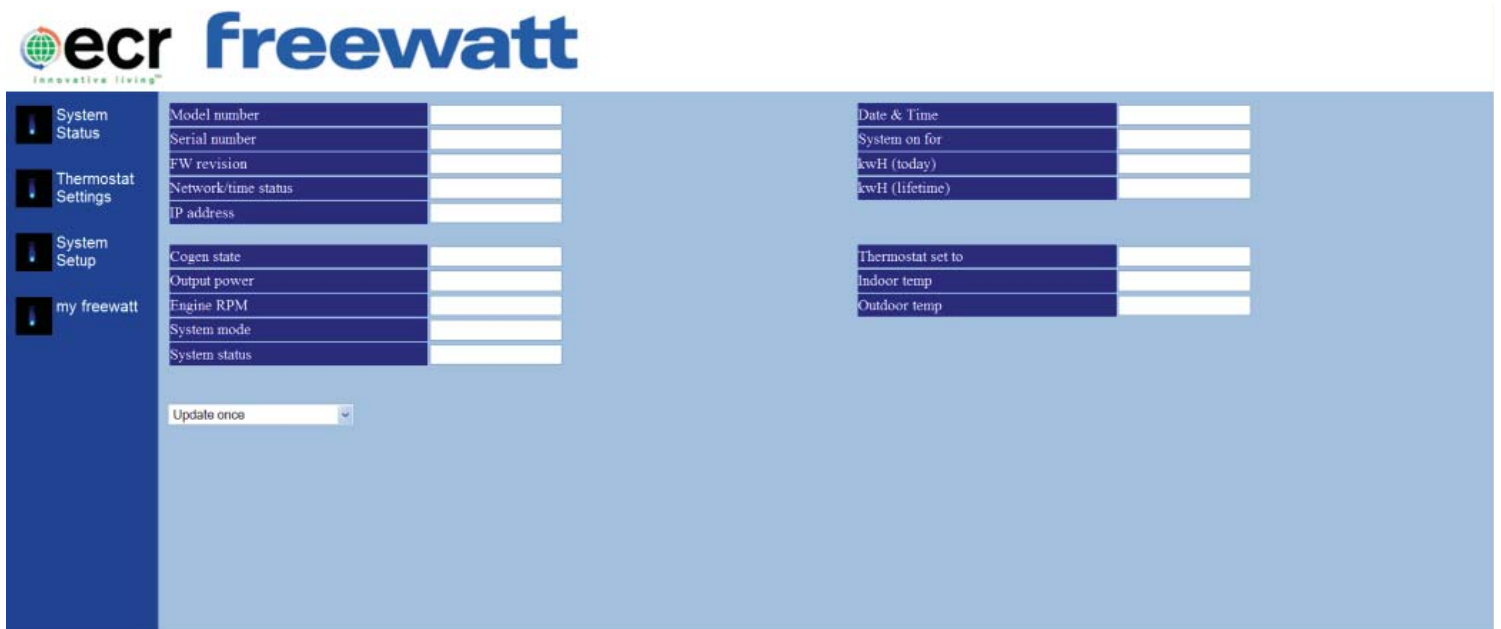 ecr freewatt
innovative living™
System
Status
Thermostat
Settings
System
Setup
my freewatt
Model number
Serial number
FW revision
Network/time status
IP address
Cogen state
Output power
Engine RPM
System mode
System status
Update once
Date & Time
System on for
kwH (today)
kwH (lifetime)
Thermostat set to
Indoor temp
Outdoor temp